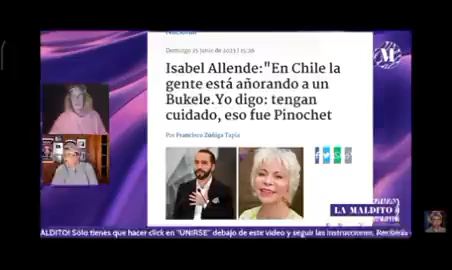 Nacional
Domingo 25 junio de 2023 | 15:26
Isabel Allende:"En Chile la
gente está añorando a un
Bukele.Yo digo: tengan
cuidado, eso fue Pinochet
Por Francisco Zúñiga Tapia
M
LA MALDITO
ALDITO! Sólo tienes que hacer click en "UNIRSE" debajo de este video y seguir las instrucciones. Recibirás